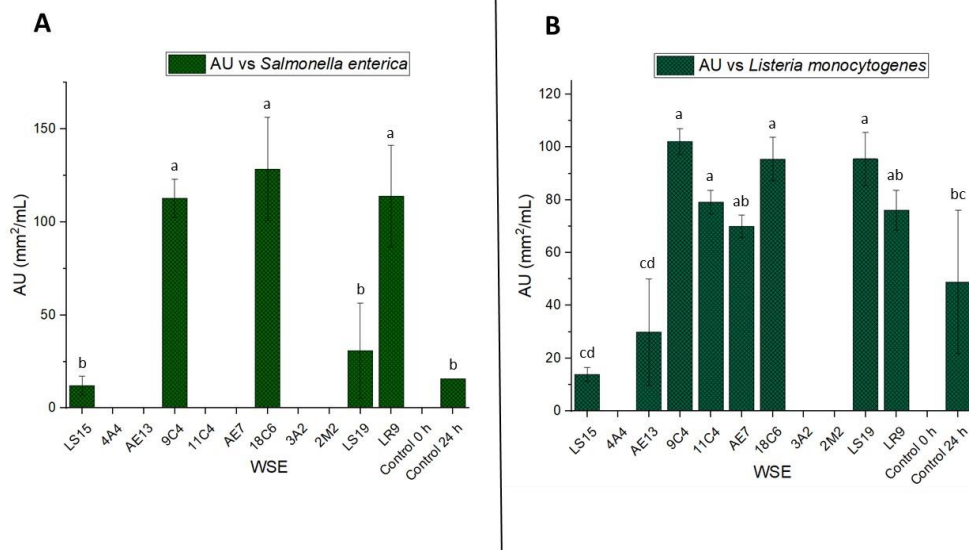 A
AU vs Salmonella enterica
a
a
a
b
b
b
150
100
50
0
AU (mm²/mL)
LS15
4A4
AE13
9C4
11C4
AE7
18C6
3A2
2M2
LS19
LR9
Control 0 h
Control 24 h
WSE
B
AU vs Listeria monocytogenes
a
a
a
a
ab
ab
bc
cd
cd
120
100
80
60
40
20
0
AU (mm²/mL)
LS15
4A4
AE13
9C4
11C4
AE7
18C6
3A2
2M2
LS19
LR9
Control 0 h
Control 24 h
WSE